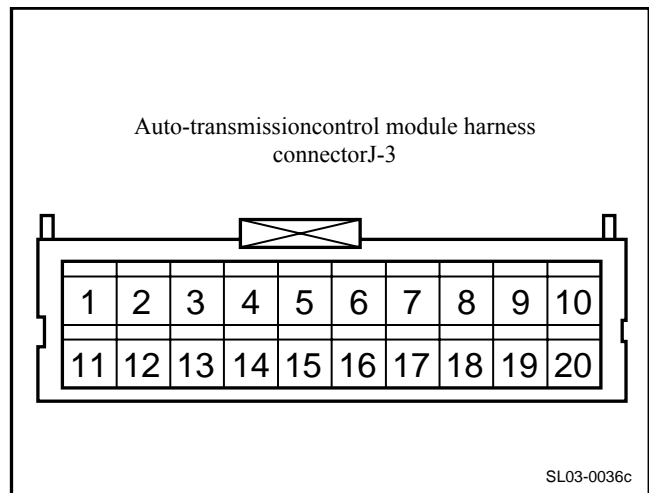 Auto-transmissioncontrol module harness
connectorJ-3
1 2 3 4 5 6 7 8 9 10
11 12 13 14 15 16 17 18 19 20
SL03-0036c